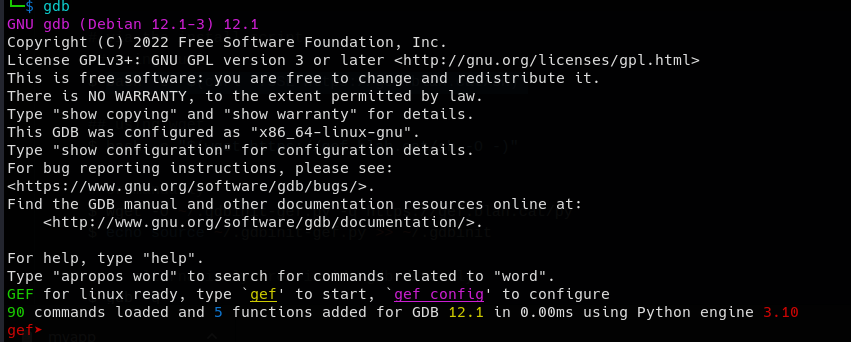 └─$ gdb
GNU gdb (Debian 12.1-3) 12.1
Copyright (C) 2022 Free Software Foundation, Inc.
License GPLv3+: GNU GPL version 3 or later <http://gnu.org/licenses/gpl.html>
This is free software: you are free to change and redistribute it.
There is NO WARRANTY, to the extent permitted by law.
Type "show copying" and "show warranty" for details.
This GDB was configured as "x86_64-linux-gnu".
Type "show configuration" for configuration details.
For bug reporting instructions, please see:
<https://www.gnu.org/software/gdb/bugs/>.
Find the GDB manual and other documentation resources online at:
    <http://www.gnu.org/software/gdb/documentation/>.

For help, type "help".
Type "apropos word" to search for commands related to "word".
GEF for linux ready, type `gef' to start, `gef config' to configure
90 commands loaded and 5 functions added for GDB 12.1 in 0.00ms using Python engine 3.10
gef➤